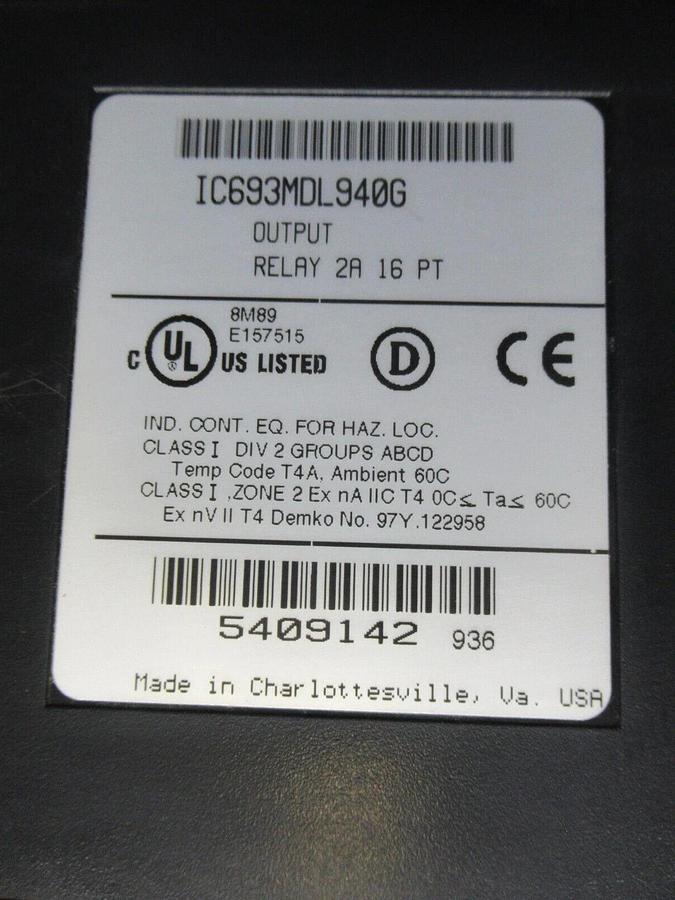 IC693MDL940G
OUTPUT
RELAY 2A 16 PT
8M89
E157515
C UL ® US LISTED D CE
IND. CONT. EQ. FOR HAZ. LOC.
CLASS I DIV 2 GROUPS ABCD
Temp Code T4A, Ambient 60C
CLASS I ,ZONE 2 Ex nA IIC T4 0C≤ Ta≤ 60C
Ex nV II T4 Demko No. 97Y.122958
5409142 936
Made in Charlottesville, Va. USA